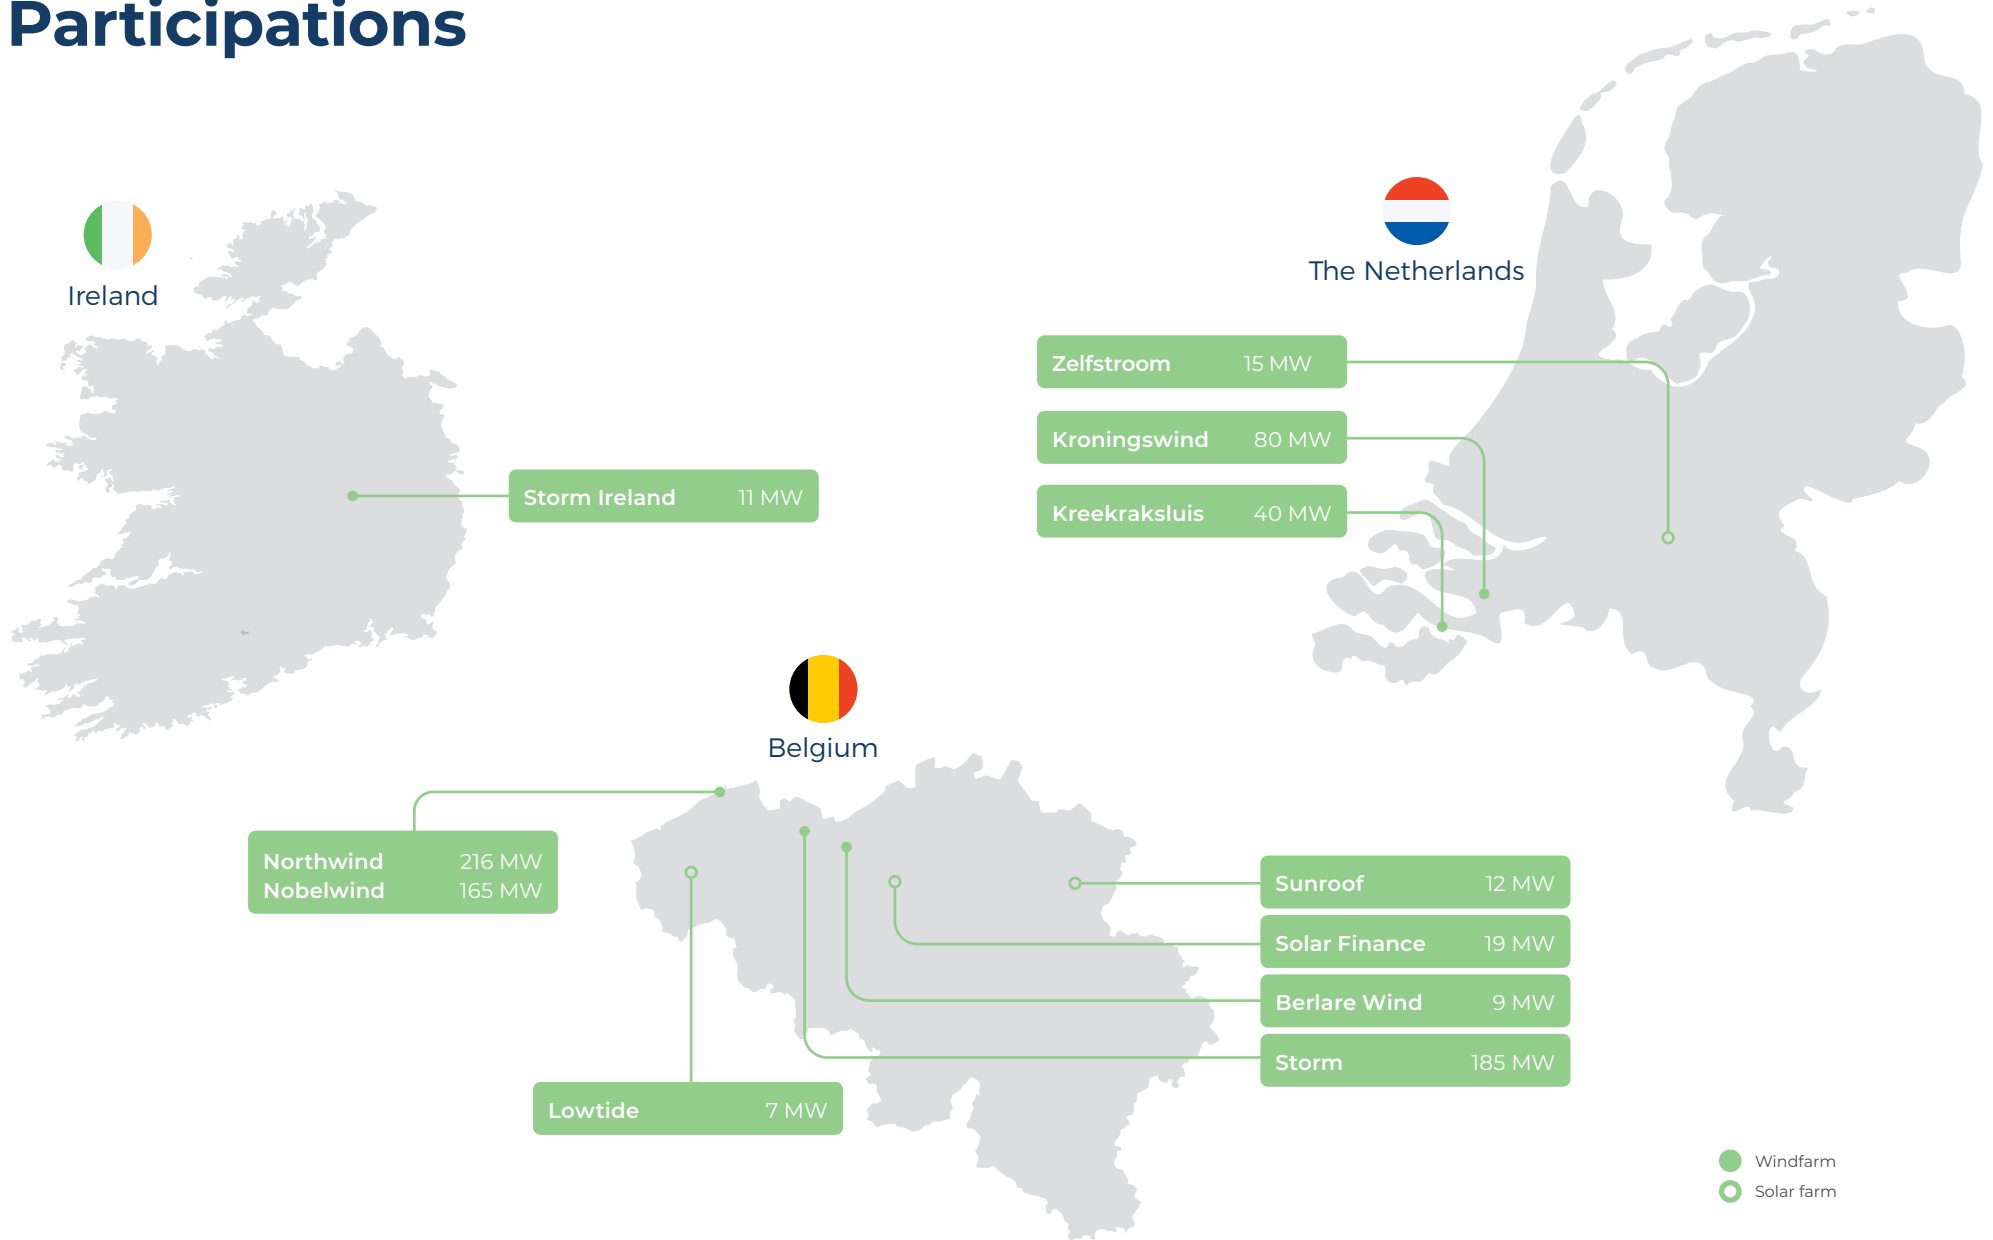 Participations
Ireland
Storm Ireland 11 MW
The Netherlands
Zelfstroom 15 MW
Kroningswind 80 MW
Kreekraksluis 40 MW
Belgium
Northwind 216 MW
Nobelwind 165 MW
Lowtide 7 MW
Sunroof 12 MW
Solar Finance 19 MW
Berlare Wind 9 MW
Storm 185 MW
Windfarm
Solar farm